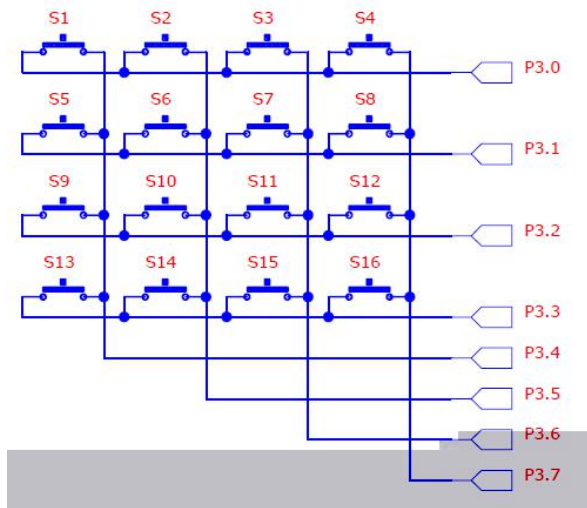 S1 S2 S3 S4
P3.0
S5 S6 S7 S8
P3.1
S9 S10 S11 S12
P3.2
S13 S14 S15 S16
P3.3
P3.4
P3.5
P3.6
P3.7